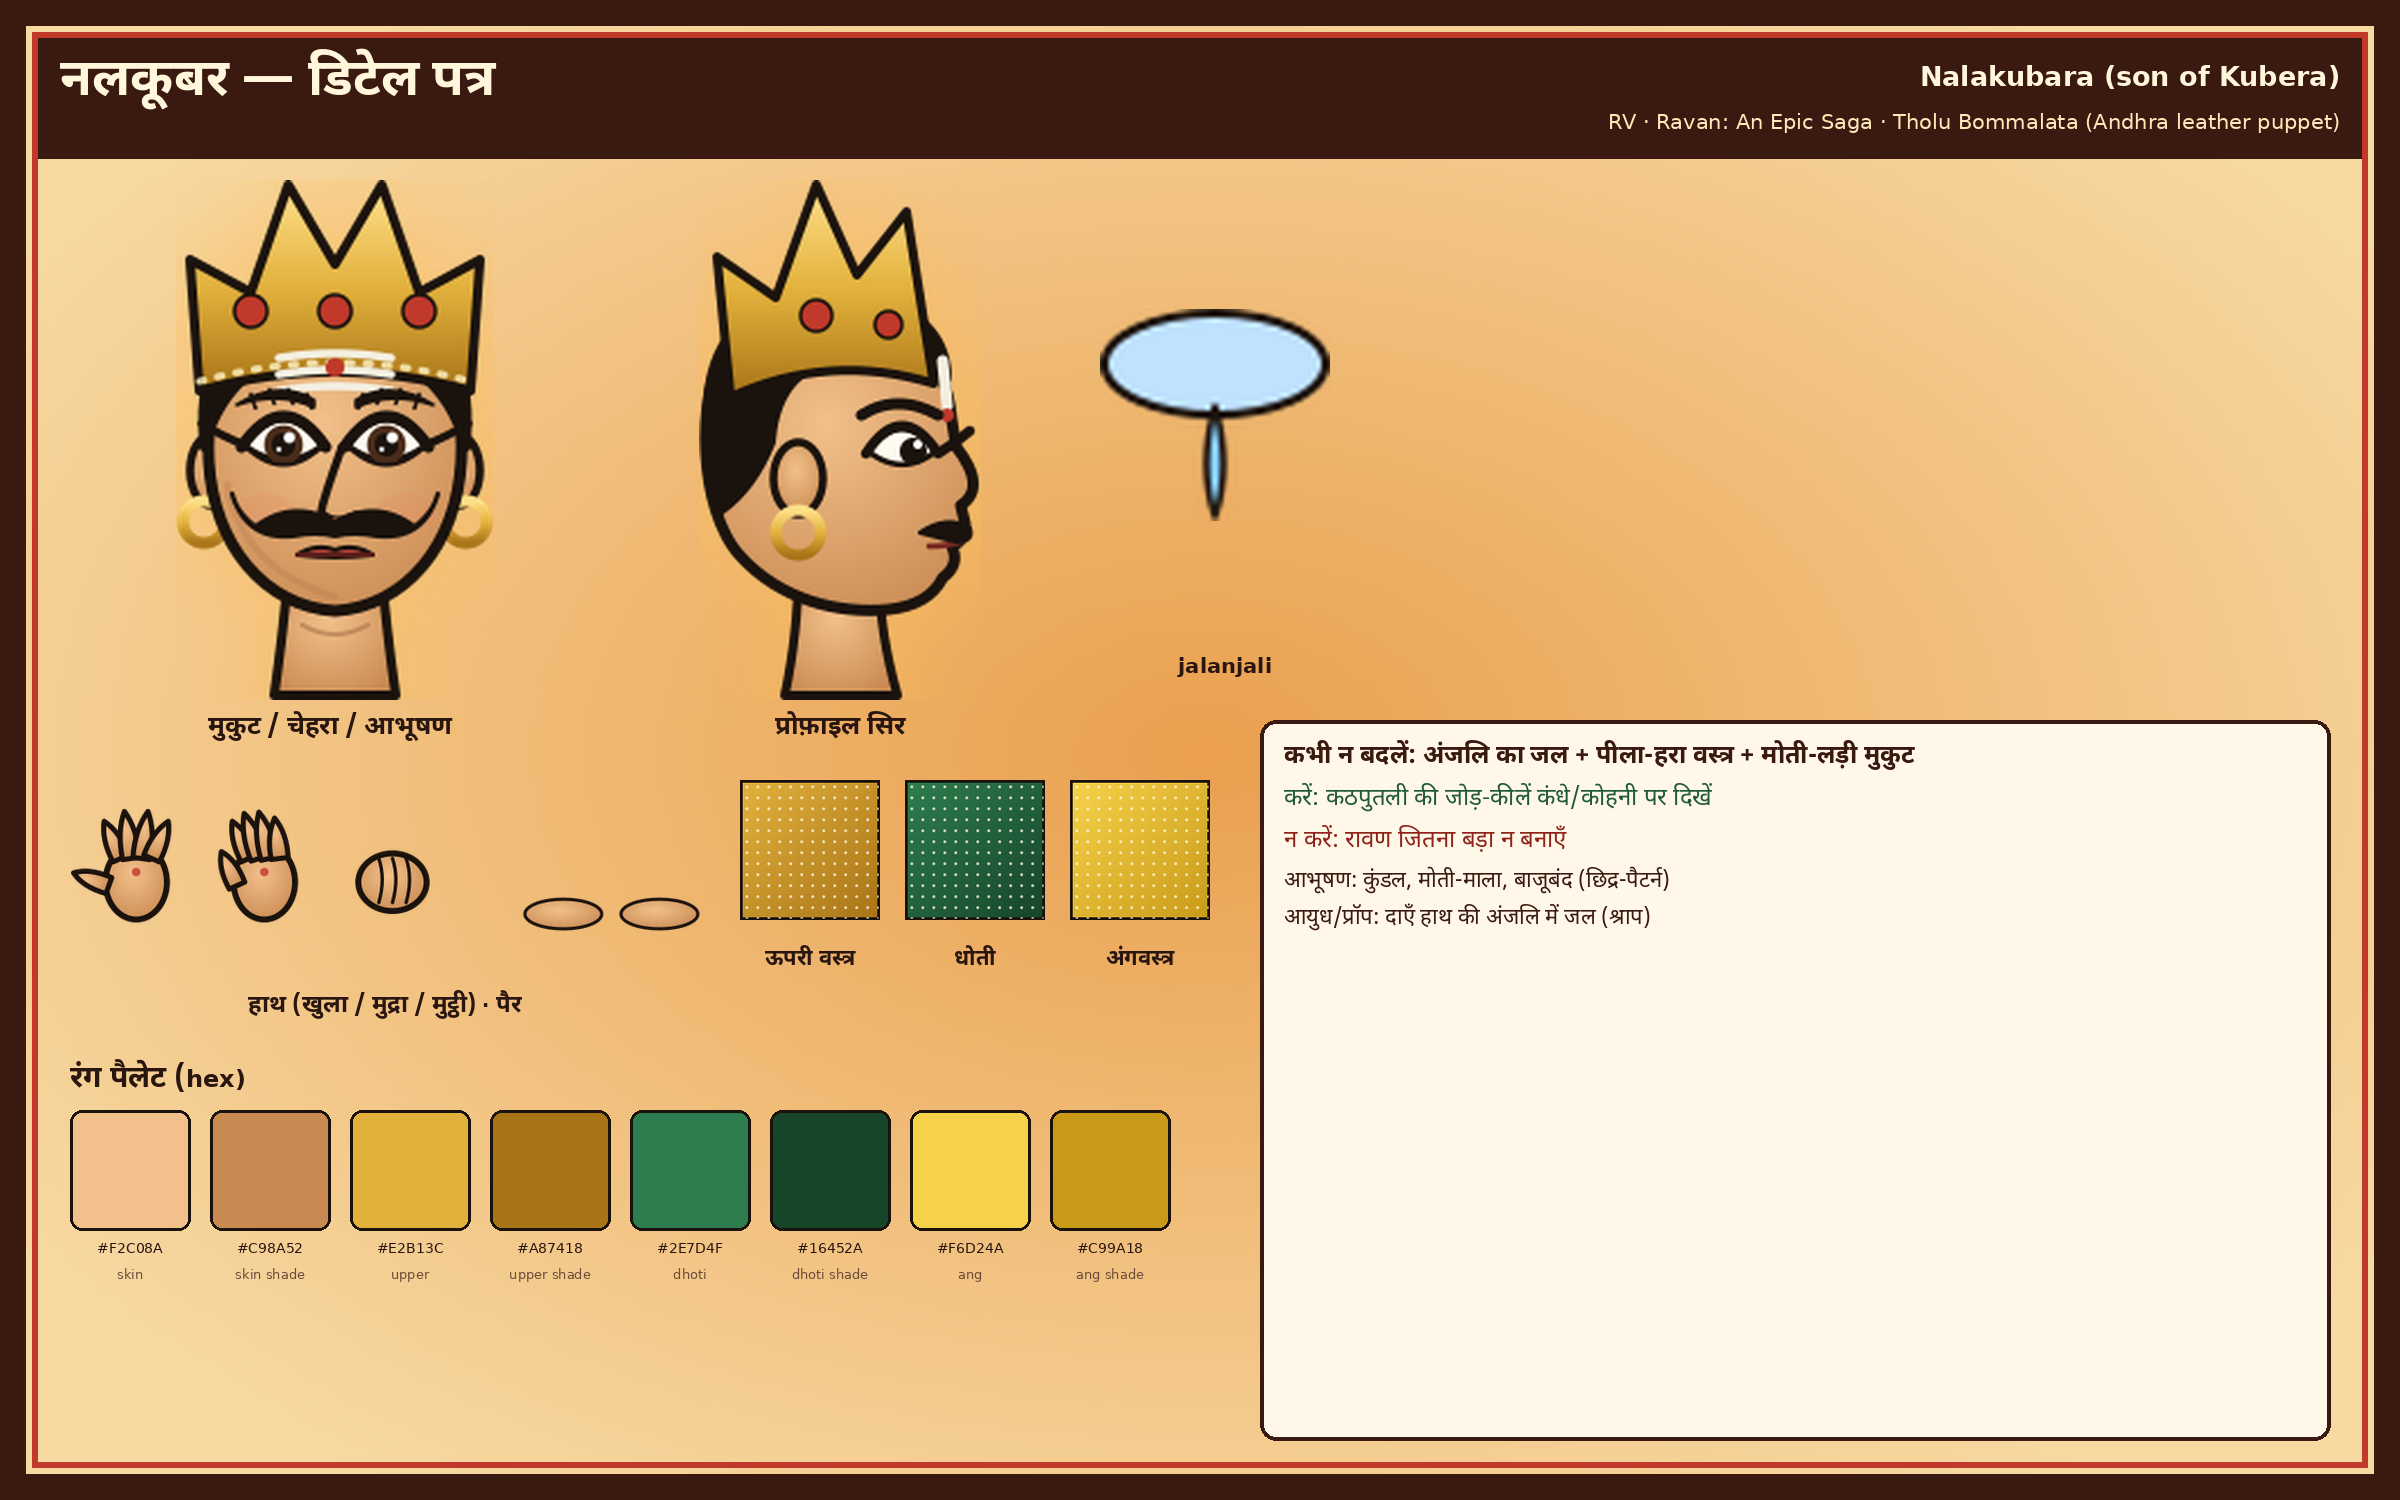 नलकूबर — डिटेल पत्र
Nalakubara (son of Kubera)
RV · Ravan: An Epic Saga · Tholu Bommalata (Andhra leather puppet)
jalanjali
मुकुट / चेहरा / आभूषण
प्रोफ़ाइल सिर
कभी न बदलें: अंजलि का जल + पीला-हरा वस्त्र + मोती-लड़ी मुकुट
करें: कठपुतली की जोड़-कीलें कंधे/कोहनी पर दिखें
न करें: रावण जितना बड़ा न बनाएँ
आभूषण: कुंडल, मोती-माला, बाजूबंद (छिद्र-पैटर्न)
आयुध/प्रॉप: दाएँ हाथ की अंजलि में जल (श्राप)
ऊपरी वस्त्र
धोती
अंगवस्त्र
हाथ (खुला / मुद्रा / मुट्ठी) · पैर
रंग पैलेट (hex)
#F2C08A
#C98A52
#E2B13C
#A87418
#2E7D4F
#16452A
#F6D24A
#C99A18
skin
skin shade
upper
upper shade
dhoti
dhoti shade
ang
ang shade